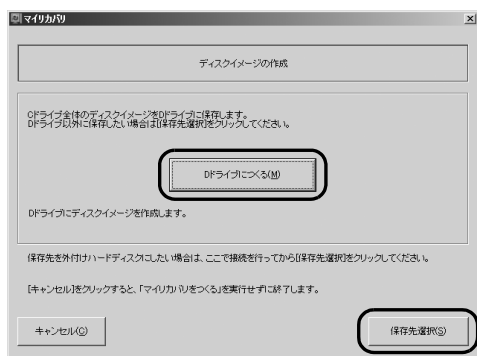 マイリカバリ
ディスクイメージの作成
Cドライブ全体のディスクイメージをDドライブに保存します。
Dドライブ以外に保存したい場合は[保存先選択]をクリックしてください。
Dドライブにつくる(M)
Dドライブにディスクイメージを作成します。
保存先を外付けハードディスクにしたい場合は、ここで接続を行ってから[保存先選択]をクリックしてください。
[キャンセル]をクリックすると、「マイリカバリをつくる」を実行せずに終了します。
キャンセル(C)
保存先選択(S)